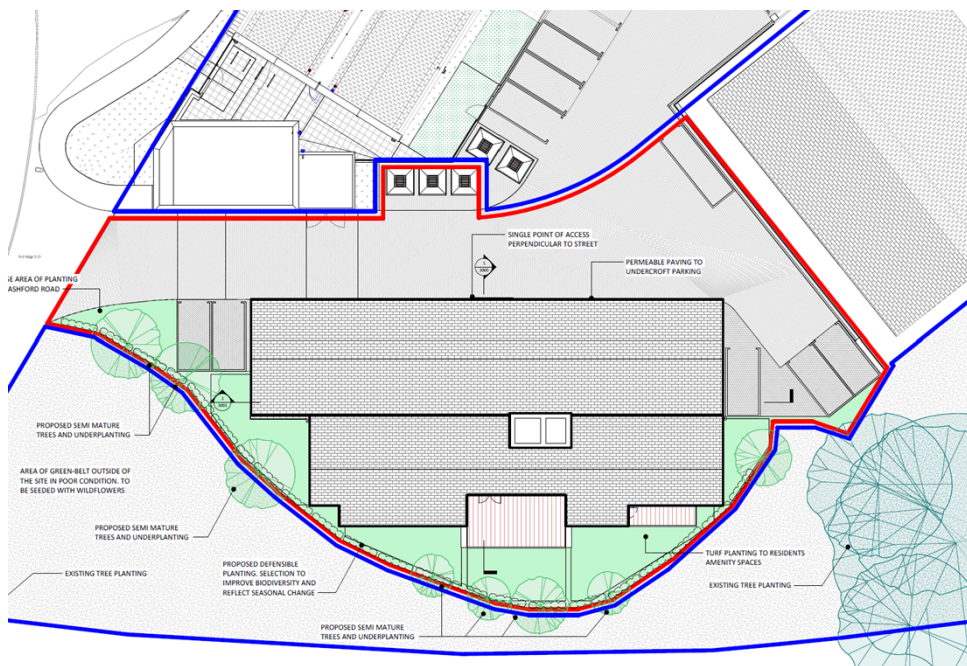 SINGLE POINT OF ACCESS
PERPENDICULAR TO STREET
PERMEABLE PAVING TO
UNDERCROFT PARKING
GE AREA OF PLANTING
ASHFORD ROAD
PROPOSED SEMI MATURE
TREES AND UNDERPLANTING
AREA OF GREEN-BELT OUTSIDE OF
THE SITE IN POOR CONDITION. TO
BE SEEDED WITH WILDFLOWERS
PROPOSED SEMI MATURE
TREES AND UNDERPLANTING
EXISTING TREE PLANTING
PROPOSED DEFENSIBLE
PLANTING. SELECTION TO
IMPROVE BIODIVERSITY AND
REFLECT SEASONAL CHANGE
TURF PLANTING TO RESIDENTS
AMENITY SPACES
EXISTING TREE PLANTING
PROPOSED SEMI MATURE
TREES AND UNDERPLANTING